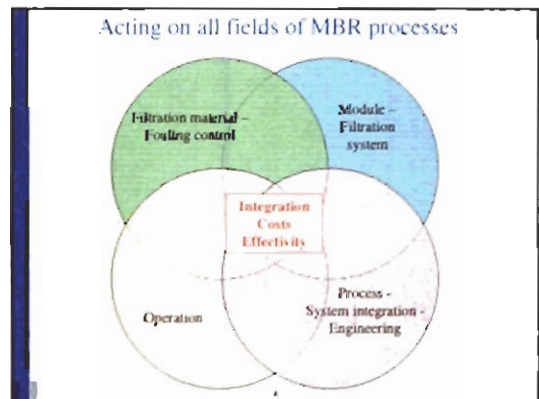 Acting on all fields of MBR processes
Filtration material –
Fouling control
Module –
Filtration
system
Integration
Costs
Effectivity
Operation
Process -
System integration -
Engineering